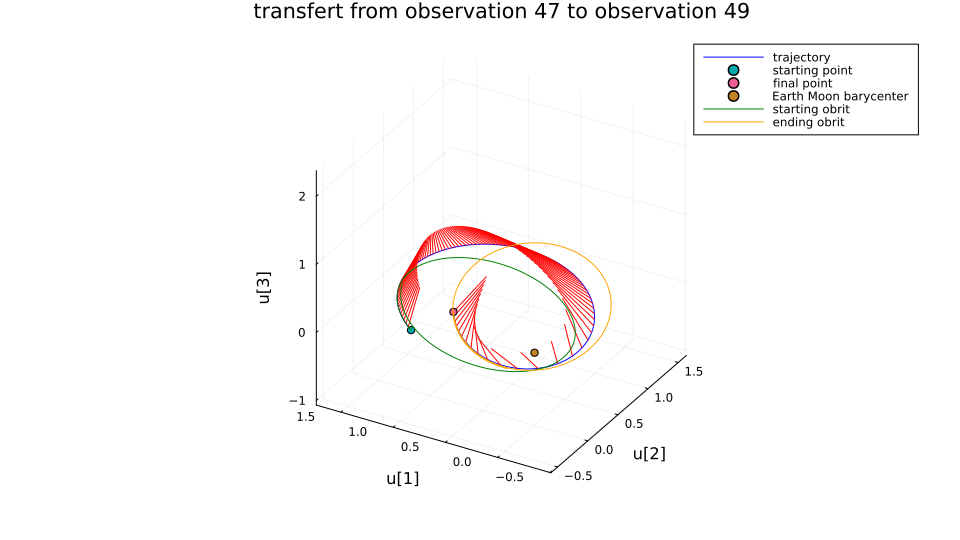 transfert from observation 47 to observation 49
trajectory
starting point
final point
Earth Moon barycenter
starting obrit
ending obrit
2
1
0
−1
u[3]
1.5
1.0
0.5
0.0
−0.5
u[1]
−0.5
0.0
0.5
1.0
1.5
u[2]